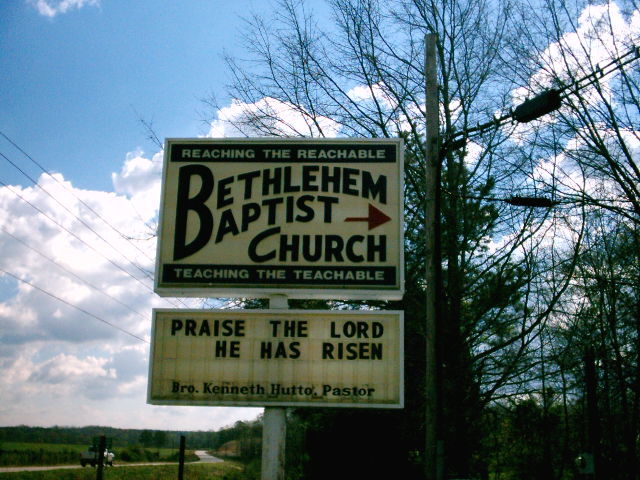 REACHING THE REACHABLE
BETHLEHEM
BAPTIST
CHURCH
TEACHING THE TEACHABLE
PRAISE THE LORD
HE HAS RISEN
Bro. Kenneth Hutto, Pastor